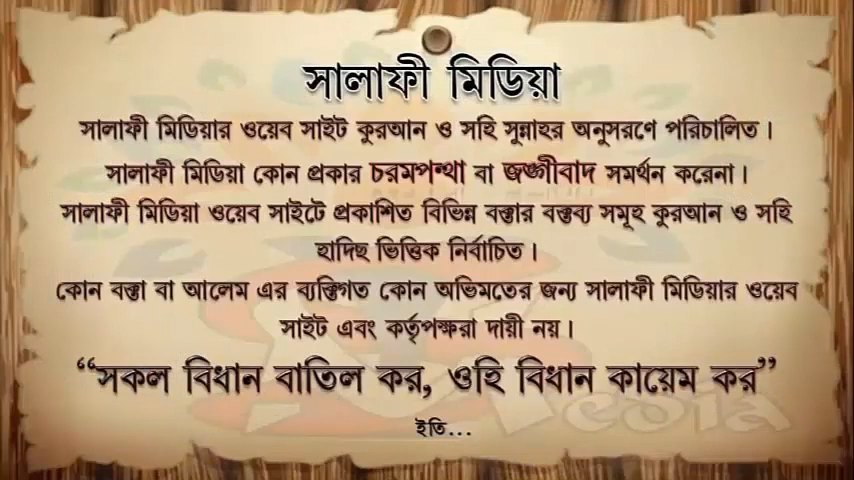 সালাফী মিডিয়া
সালাফী মিডিয়ার ওয়েব সাইট কুরআন ও সহি সুন্নাহর অনুসরণে পরিচালিত।
সালাফী মিডিয়া কোন প্রকার চরমপন্থা বা জঙ্গীবাদ সমর্থন করেনা।
সালাফী মিডিয়া ওয়েব সাইটে প্রকাশিত বিভিন্ন বক্তার বক্তব্য সমূহ কুরআন ও সহি
হাদিছ ভিত্তিক নির্বাচিত।
কোন বক্তা বা আলেম এর ব্যক্তিগত কোন অভিমতের জন্য সালাফী মিডিয়ার ওয়েব
সাইট এবং কর্তৃপক্ষরা দায়ী নয়।
“সকল বিধান বাতিল কর, ওহি বিধান কায়েম কর”
ইতি...